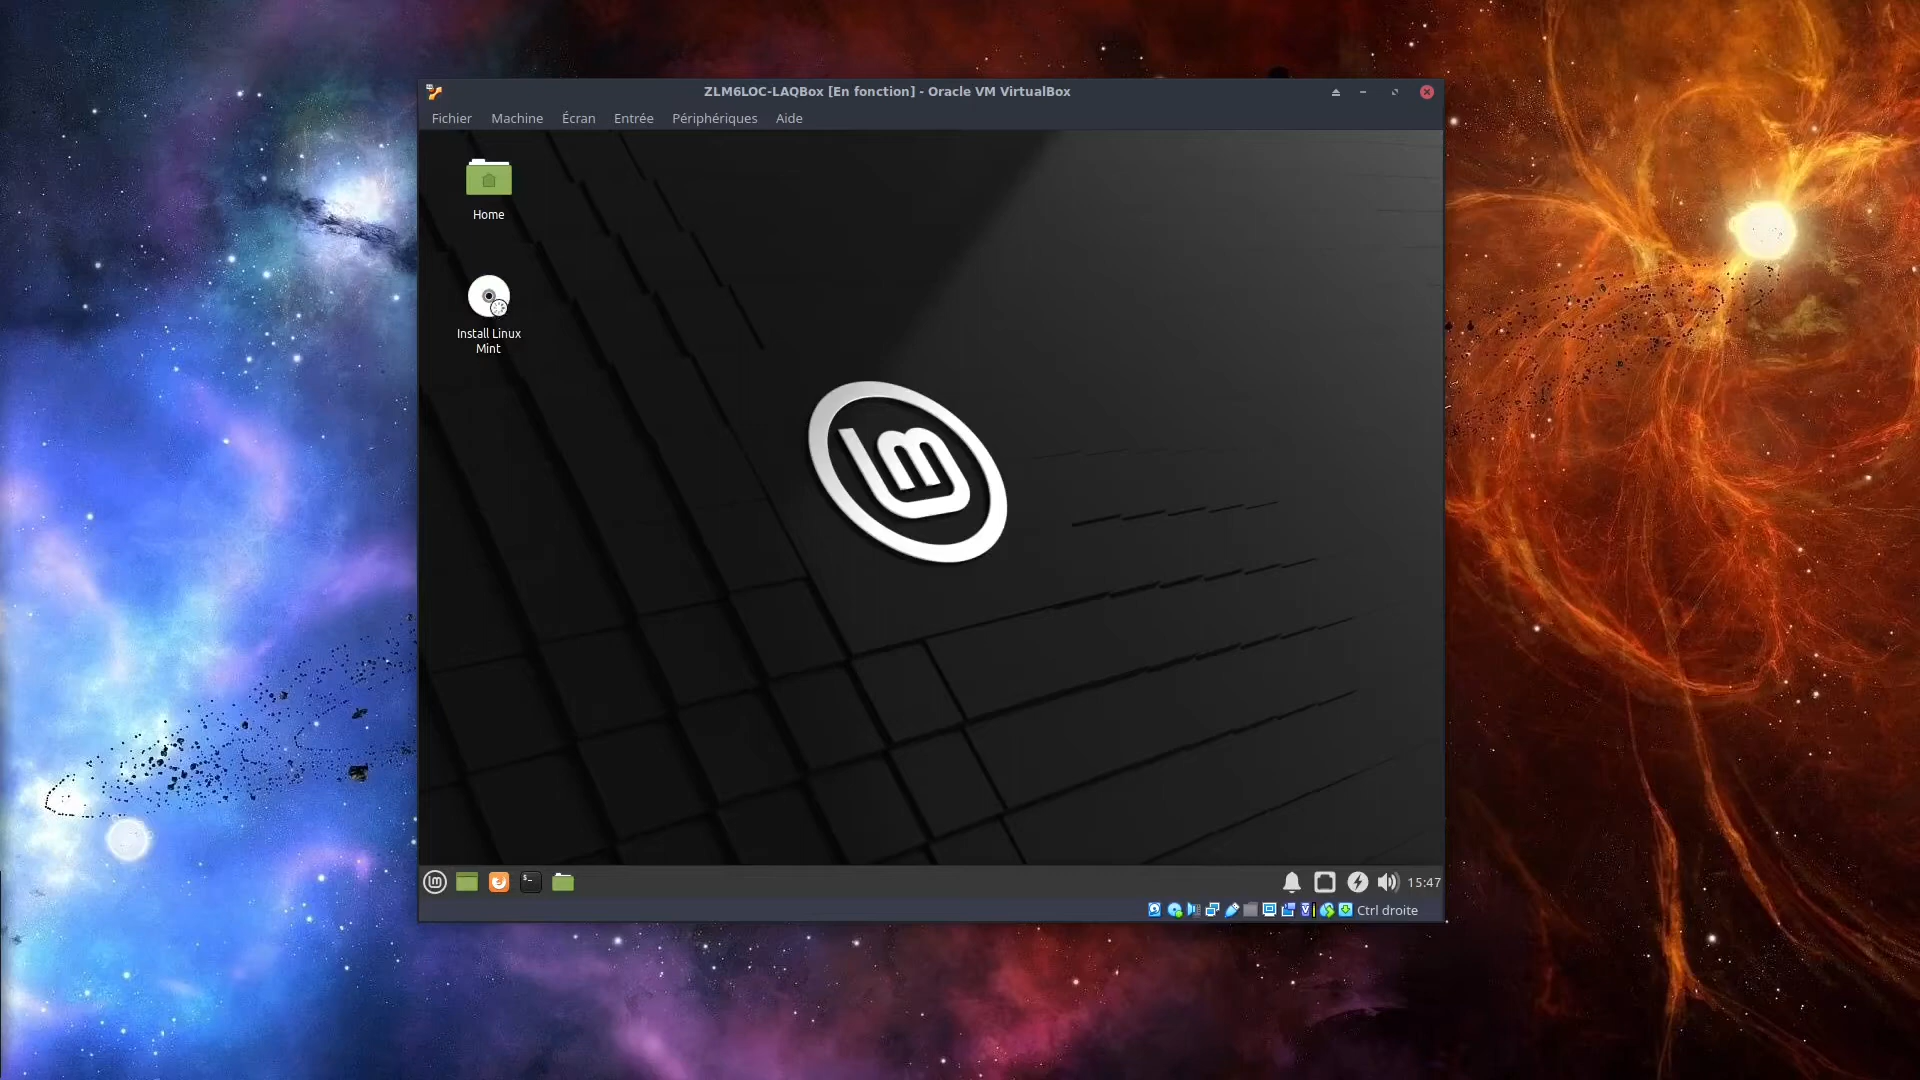 ZLM6LOC-LAQBox [En fonction] - Oracle VM VirtualBox
Fichier Machine Écran Entrée Périphériques Aide
Home
Install Linux
Mint
lm
15:47
Ctrl droite